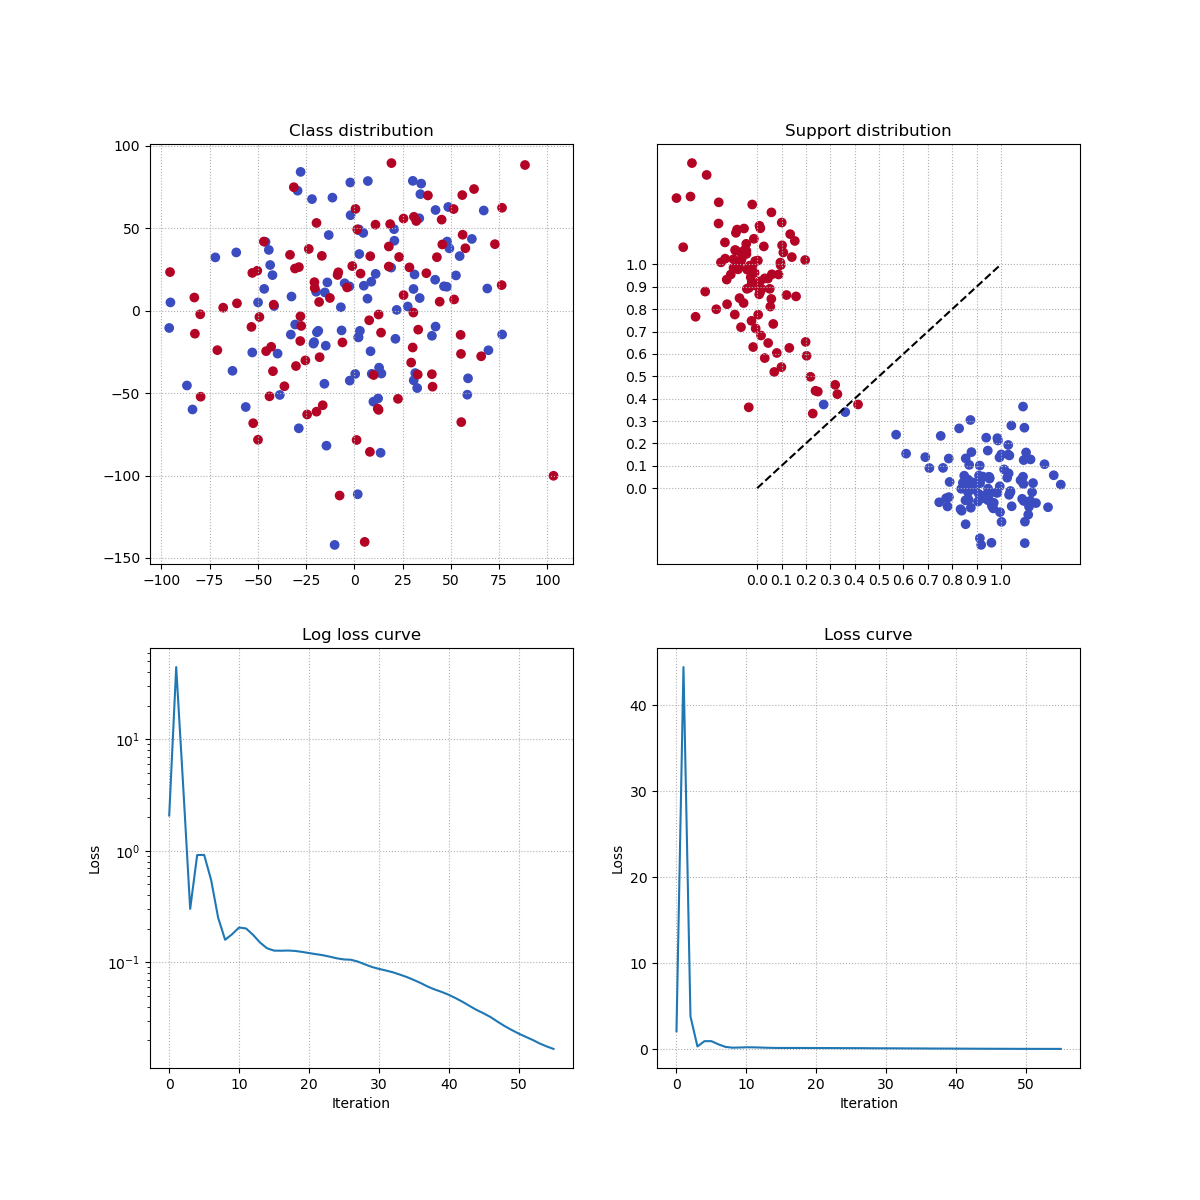 Class distribution
100
50
0
−50
−100
−150
−100 −75 −50 −25 0 25 50 75 100
Support distribution
1.0
0.9
0.8
0.7
0.6
0.5
0.4
0.3
0.2
0.1
0.0
0.0 0.1 0.2 0.3 0.4 0.5 0.6 0.7 0.8 0.9 1.0
Log loss curve
Loss
10¹
10⁰
10⁻¹
0 10 20 30 40 50
Iteration
Loss curve
Loss
40
30
20
10
0
0 10 20 30 40 50
Iteration